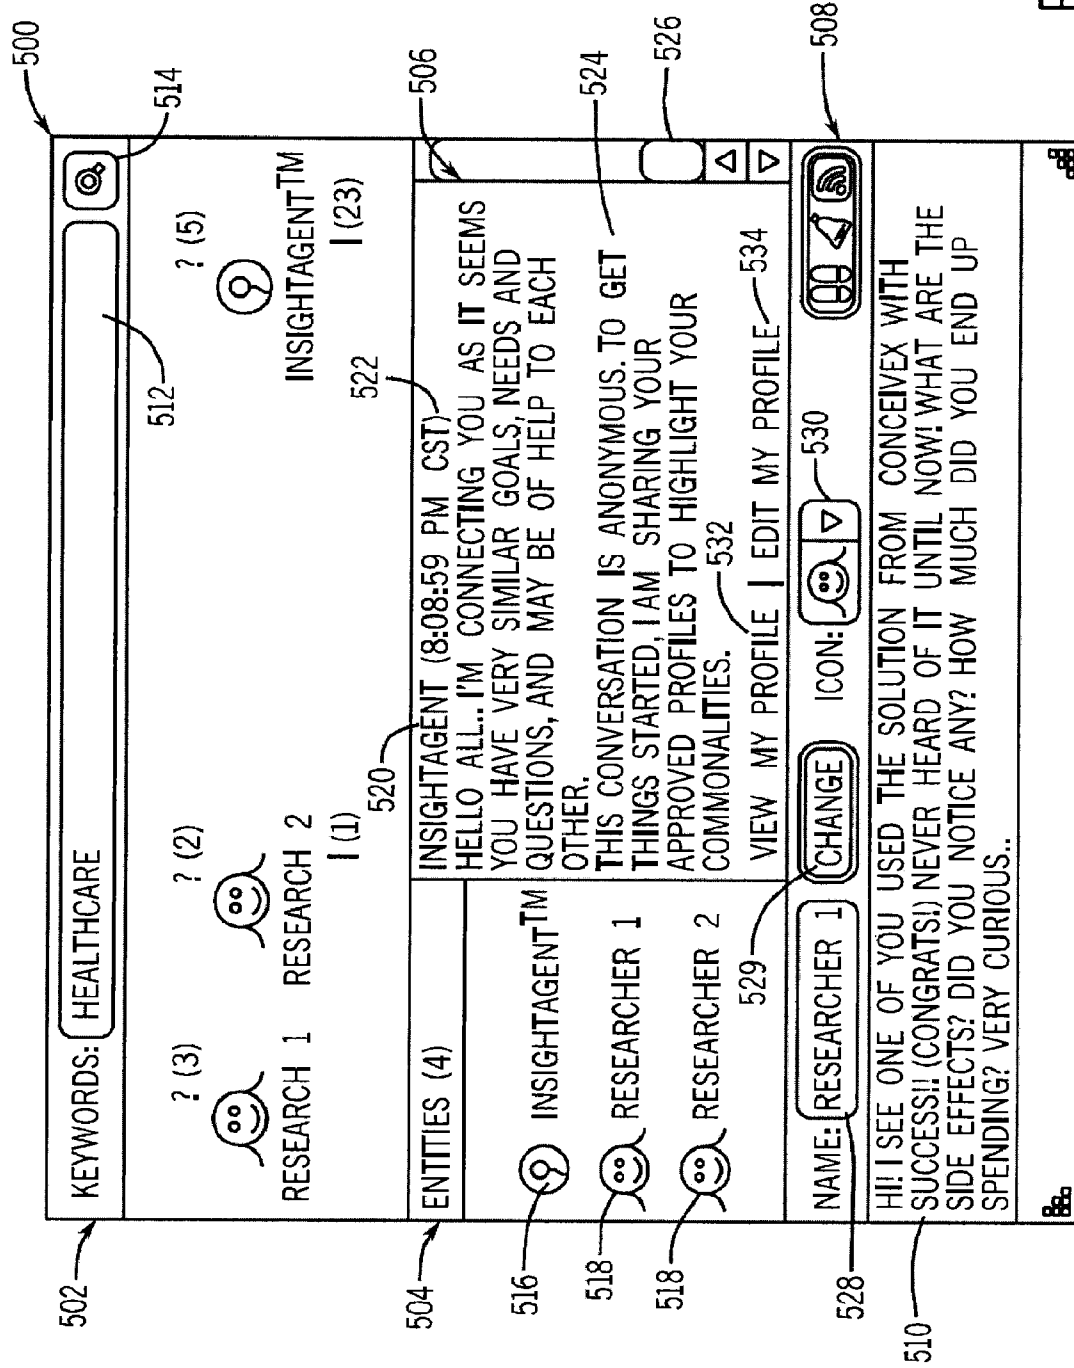 500
502
KEYWORDS: HEALTHCARE
514
512
? (3)
? (2)
? (5)
RESEARCH 1
RESEARCH 2
INSIGHTAGENT™
I (1)
I (23)
520
522
504
ENTITIES (4)
506
516
INSIGHTAGENT™
518
RESEARCHER 1
518
RESEARCHER 2
INSIGHTAGENT (8:08:59 PM CST)
HELLO ALL.. I'M CONNECTING YOU AS IT SEEMS
YOU HAVE VERY SIMILAR GOALS, NEEDS AND
QUESTIONS, AND MAY BE OF HELP TO EACH
OTHER.
THIS CONVERSATION IS ANONYMOUS. TO GET
THINGS STARTED, I AM SHARING YOUR
APPROVED PROFILES TO HIGHLIGHT YOUR
COMMONALITIES.
524
526
532
VIEW MY PROFILE | EDIT MY PROFILE
534
529
530
528
NAME: RESEARCHER 1
CHANGE
ICON:
508
510
HI! I SEE ONE OF YOU USED THE SOLUTION FROM CONCEIVEX WITH
SUCCESS!! (CONGRATS!) NEVER HEARD OF IT UNTIL NOW! WHAT ARE THE
SIDE EFFECTS? DID YOU NOTICE ANY? HOW MUCH DID YOU END UP
SPENDING? VERY CURIOUS..